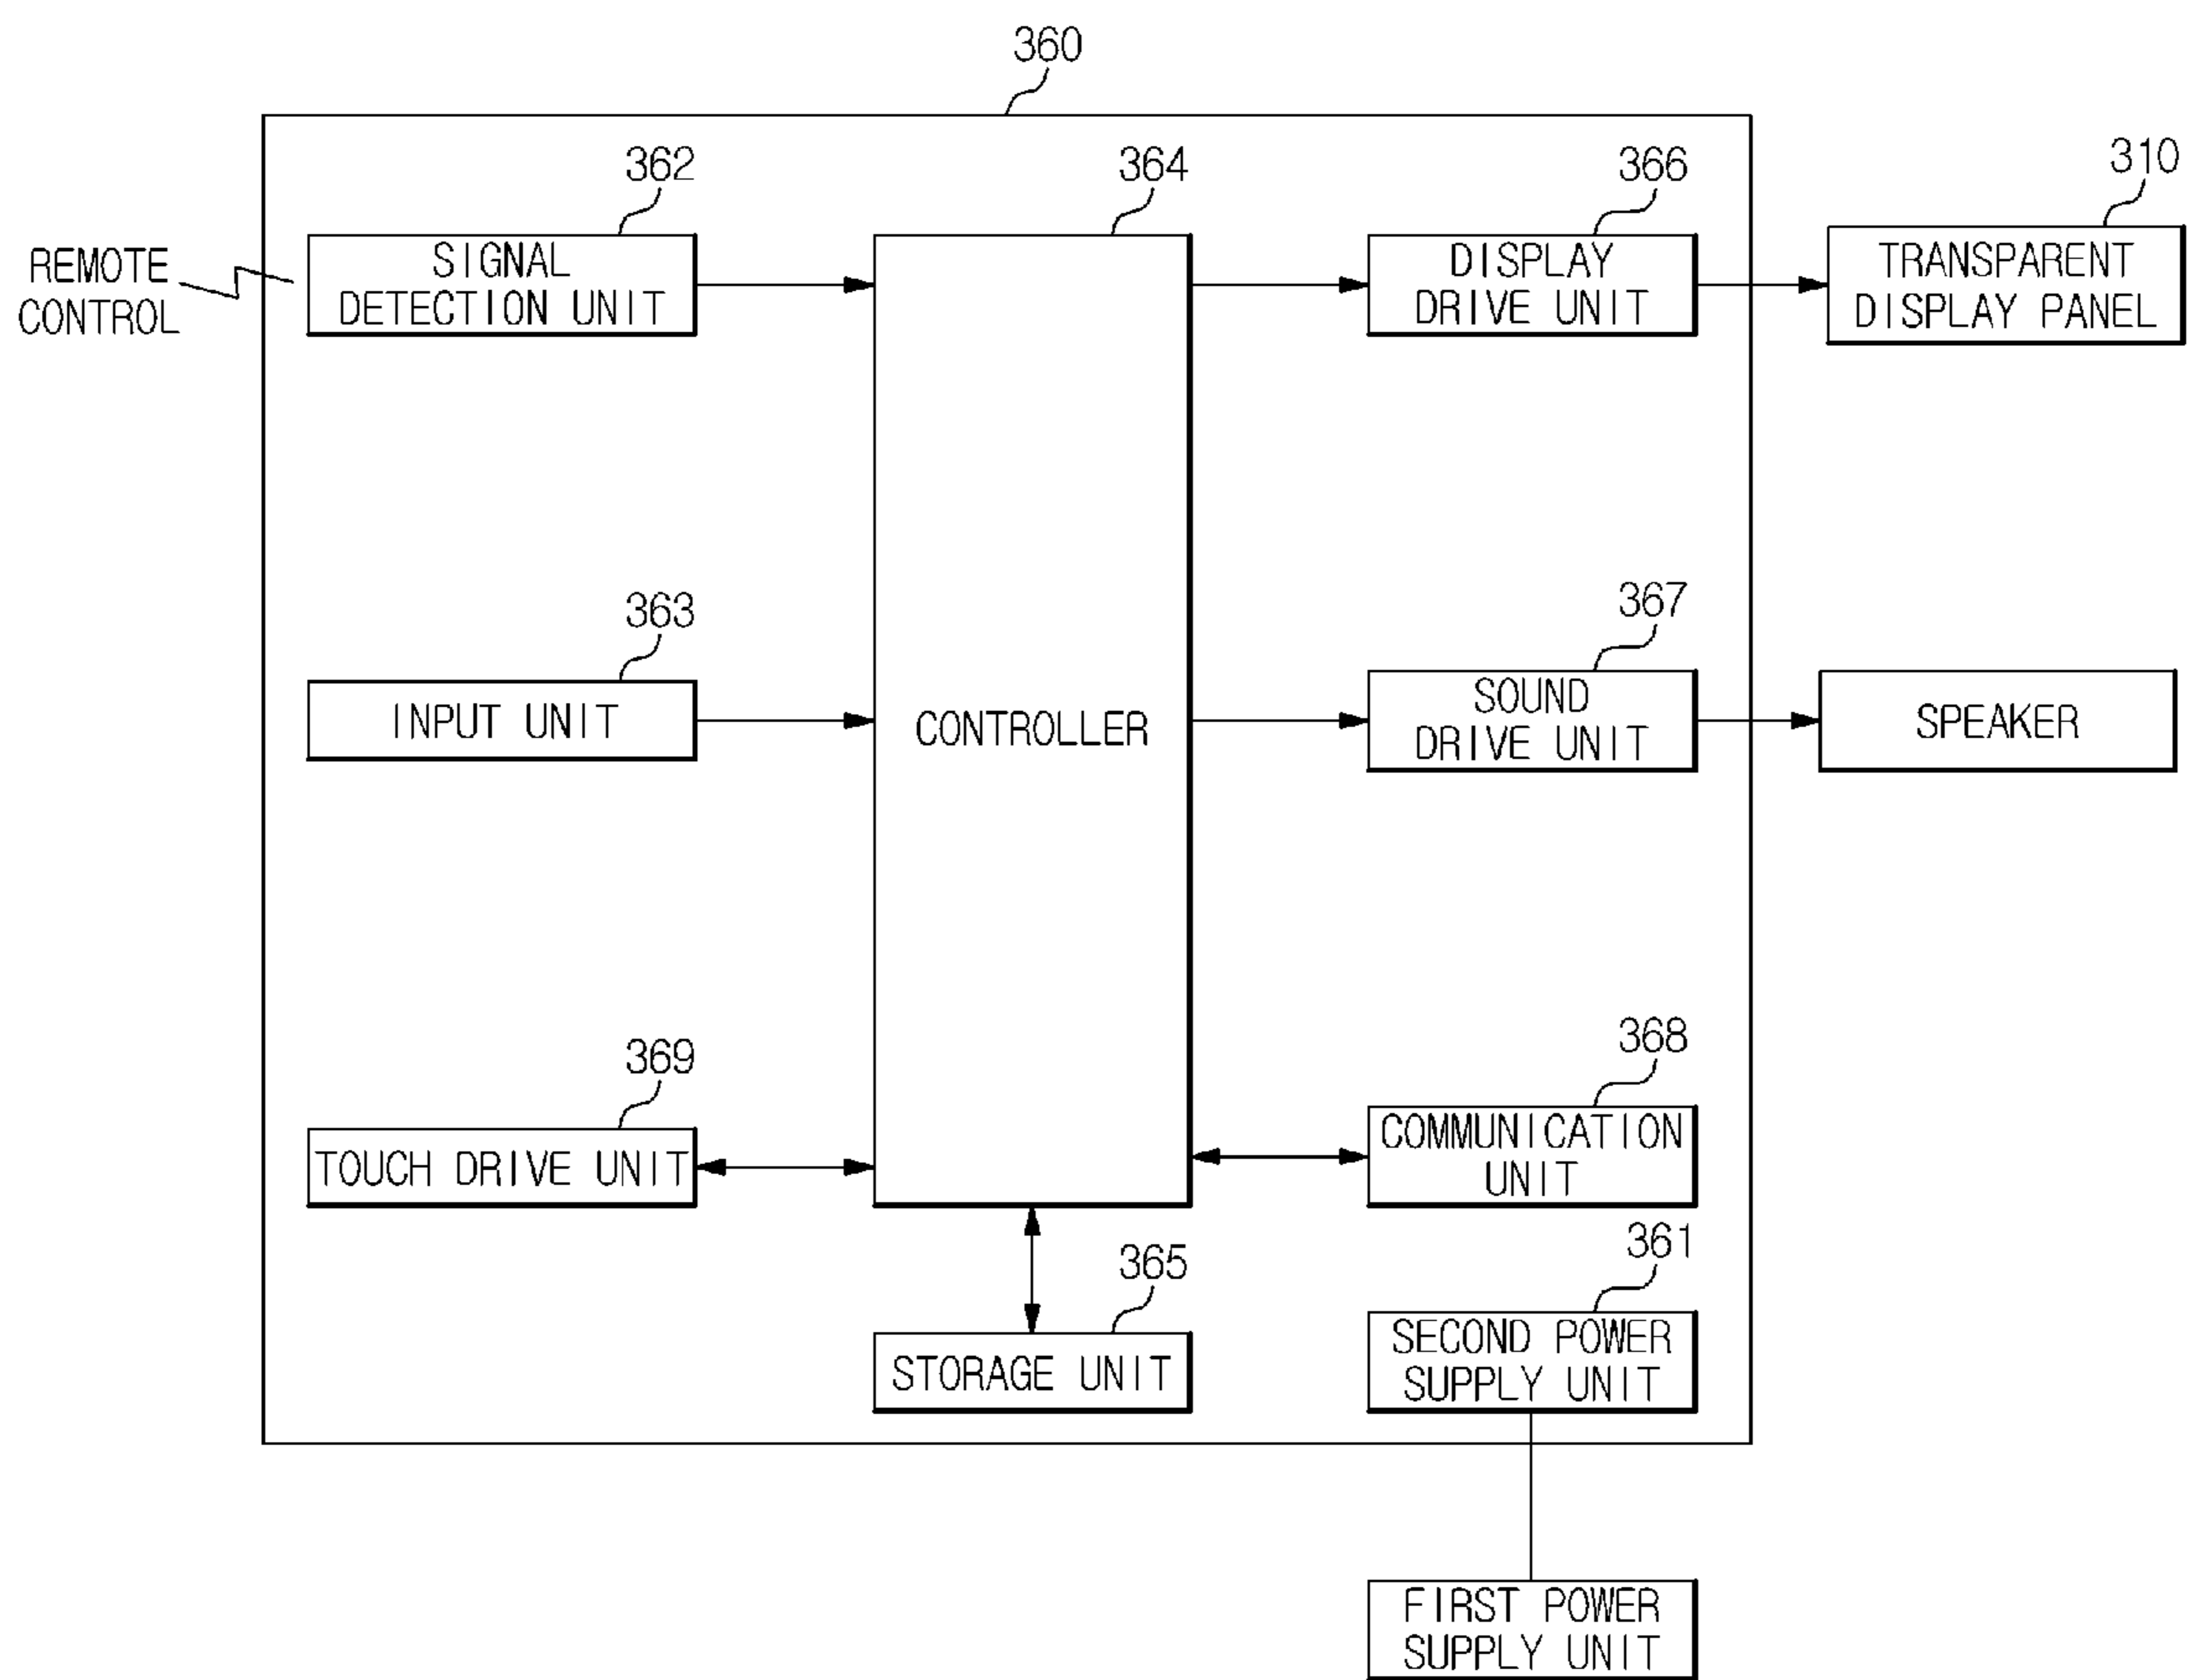 360
362
364
366
310
REMOTE
CONTROL
SIGNAL
DETECTION UNIT
DISPLAY
DRIVE UNIT
TRANSPARENT
DISPLAY PANEL
363
367
INPUT UNIT
CONTROLLER
SOUND
DRIVE UNIT
SPEAKER
369
368
TOUCH DRIVE UNIT
COMMUNICATION
UNIT
365
361
STORAGE UNIT
SECOND POWER
SUPPLY UNIT
FIRST POWER
SUPPLY UNIT